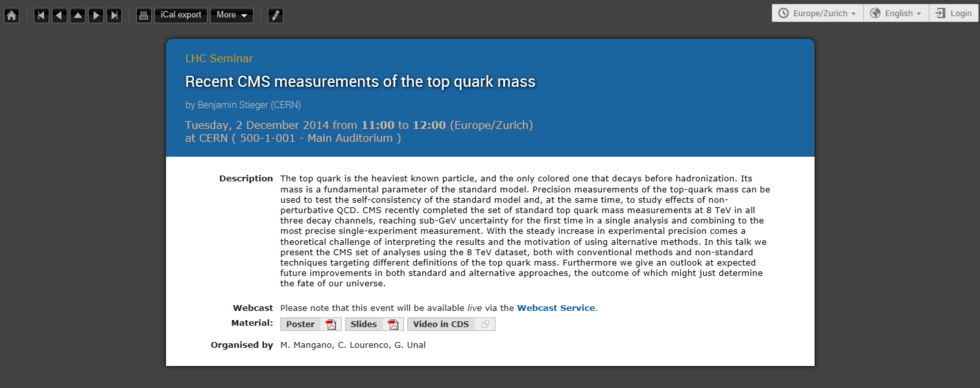 iCal export More
Europe/Zurich English Login
LHC Seminar
Recent CMS measurements of the top quark mass
by Benjamin Stieger (CERN)
Tuesday, 2 December 2014 from 11:00 to 12:00 (Europe/Zurich)
at CERN ( 500-1-001 - Main Auditorium )
Description The top quark is the heaviest known particle, and the only colored one that decays before hadronization. Its
mass is a fundamental parameter of the standard model. Precision measurements of the top-quark mass can be
used to test the self-consistency of the standard model and, at the same time, to study effects of non-
perturbative QCD. CMS recently completed the set of standard top quark mass measurements at 8 TeV in all
three decay channels, reaching sub-GeV uncertainty for the first time in a single analysis and combining to the
most precise single-experiment measurement. With the steady increase in experimental precision comes a
theoretical challenge of interpreting the results and the motivation of using alternative methods. In this talk we
present the CMS set of analyses using the 8 TeV dataset, both with conventional methods and non-standard
techniques targeting different definitions of the top quark mass. Furthermore we give an outlook at expected
future improvements in both standard and alternative approaches, the outcome of which might just determine
the fate of our universe.
Webcast Please note that this event will be available live via the Webcast Service.
Material: Poster Slides Video in CDS
Organised by M. Mangano, C. Lourenco, G. Unal